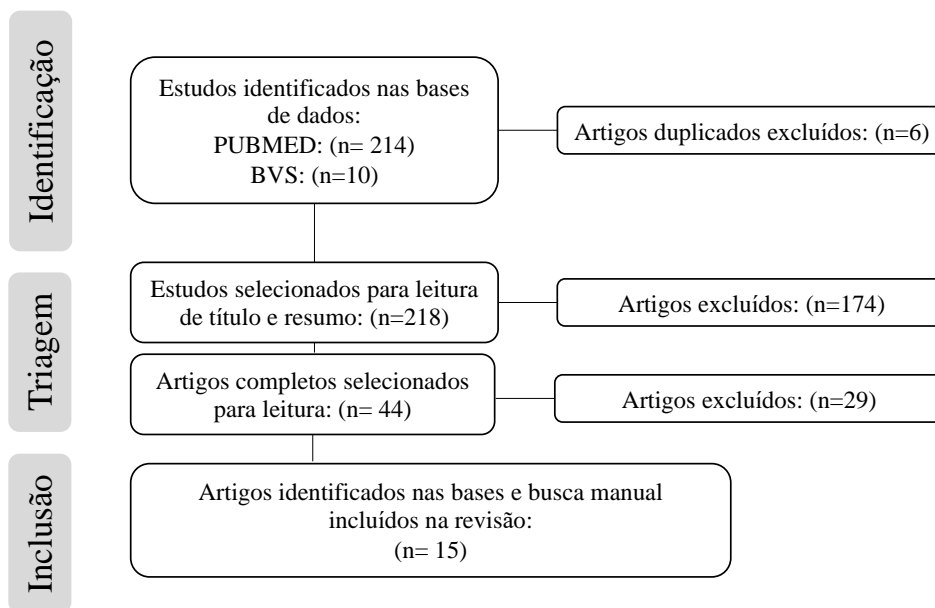 Identificação
Estudos identificados nas bases
de dados:
PUBMED: (n= 214)
BVS: (n=10)
Artigos duplicados excluídos: (n=6)
Triagem
Estudos selecionados para leitura
de título e resumo: (n=218)
Artigos excluídos: (n=174)
Artigos completos selecionados
para leitura: (n= 44)
Artigos excluídos: (n=29)
Inclusão
Artigos identificados nas bases e busca manual
incluídos na revisão:
(n= 15)